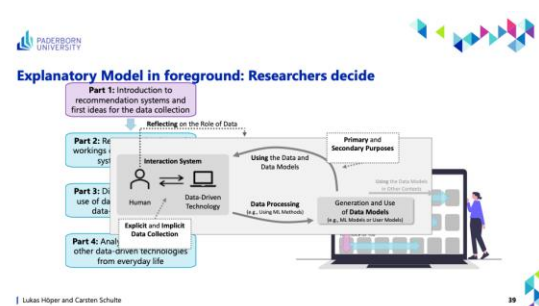 PADERBORN
UNIVERSITY
Explanatory Model in foreground: Researchers decide
Part 1: Introduction to
recommendation systems and
first ideas for the data collection
Reflecting on the Role of Data
Part 2: Re
workings
sys
Part 3: Di
use of da
data-
Part 4: Analy
other data-driven technologies
from everyday life
Primary and
Secondary Purposes
Interaction System
Using the Data and
Data Models
Human
Data-Driven
Technology
Using the Data Models
in Other Contexts
Data Processing
(e.g., Using ML Methods)
Generation and Use
of Data Models
(e.g., ML Models or User Models)
Explicit and Implicit
Data Collection
Lukas Höper and Carsten Schulte
39